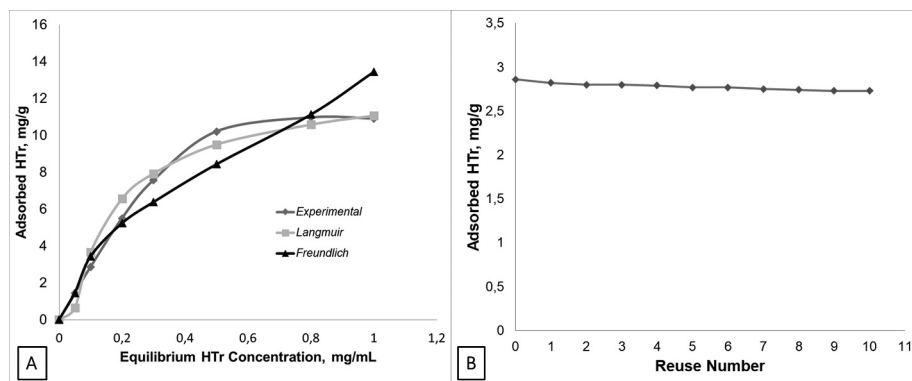 16
14
12
10
8
6
4
2
0
Adsorbed HTr, mg/g
Experimental
Langmuir
Freundlich
0 0,2 0,4 0,6 0,8 1 1,2
Equilibrium HTr Concentration, mg/mL
A
3,5
3
2,5
2
1,5
1
0,5
0
Adsorbed HTr, mg/g
0 1 2 3 4 5 6 7 8 9 10 11
Reuse Number
B